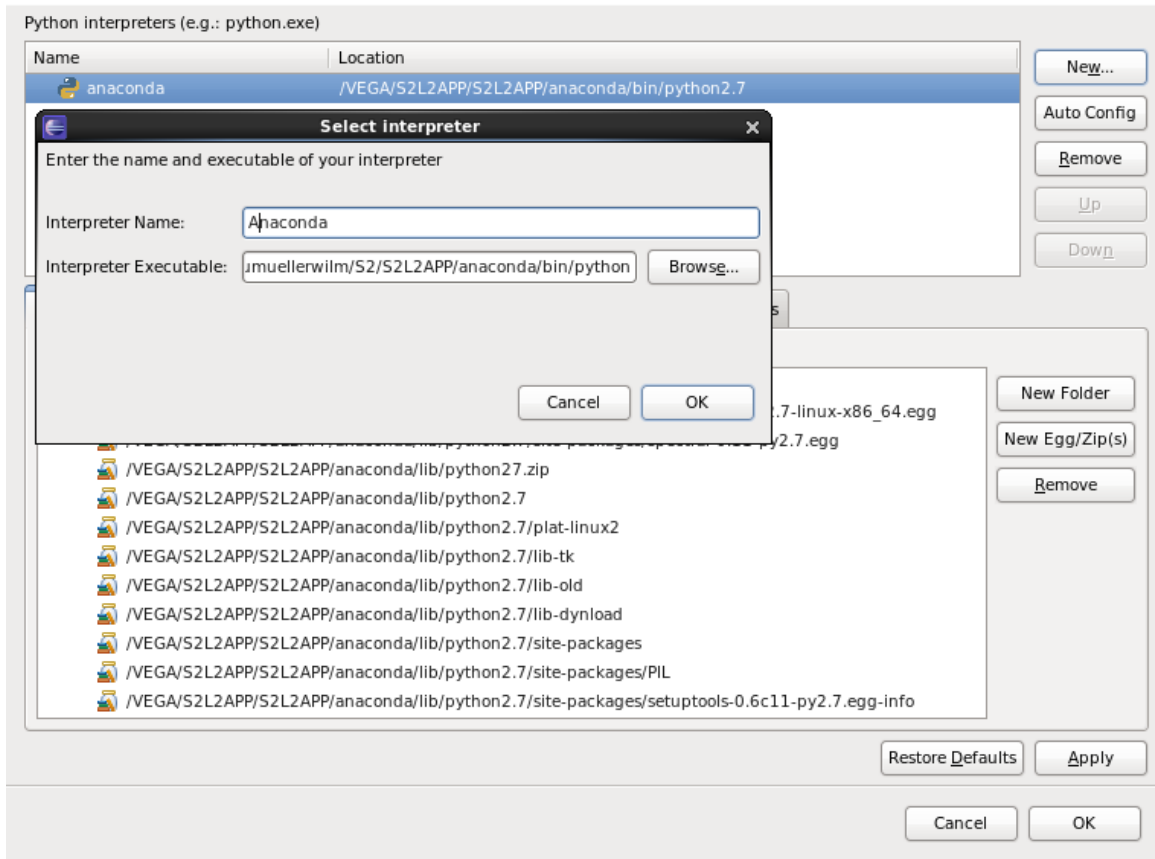 Python interpreters (e.g.: python.exe)
Name Location
anaconda /VEGA/S2L2APP/S2L2APP/anaconda/bin/python2.7
New...
Auto Config
Remove
Up
Down
Select interpreter
Enter the name and executable of your interpreter
Interpreter Name: Anaconda
Interpreter Executable: umuellerwilm/S2/S2L2APP/anaconda/bin/python Browse...
Cancel OK
s
.7-linux-x86_64.egg
py2.7.egg
/VEGA/S2L2APP/S2L2APP/anaconda/lib/python27.zip
/VEGA/S2L2APP/S2L2APP/anaconda/lib/python2.7
/VEGA/S2L2APP/S2L2APP/anaconda/lib/python2.7/plat-linux2
/VEGA/S2L2APP/S2L2APP/anaconda/lib/python2.7/lib-tk
/VEGA/S2L2APP/S2L2APP/anaconda/lib/python2.7/lib-old
/VEGA/S2L2APP/S2L2APP/anaconda/lib/python2.7/lib-dynload
/VEGA/S2L2APP/S2L2APP/anaconda/lib/python2.7/site-packages
/VEGA/S2L2APP/S2L2APP/anaconda/lib/python2.7/site-packages/PIL
/VEGA/S2L2APP/S2L2APP/anaconda/lib/python2.7/site-packages/setuptools-0.6c11-py2.7.egg-info
New Folder
New Egg/Zip(s)
Remove
Restore Defaults Apply
Cancel OK